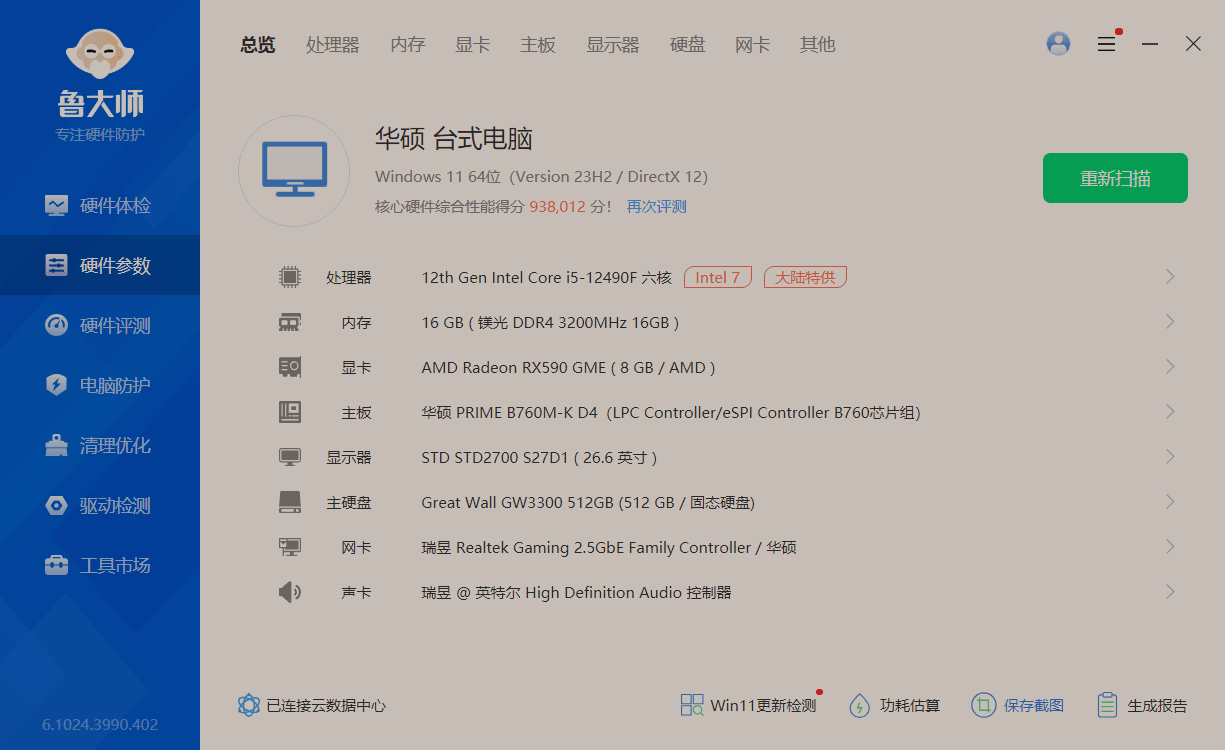 鲁大师
专注硬件防护
硬件体检
硬件参数
硬件评测
电脑防护
清理优化
驱动检测
工具市场
6.1024.3990.402
总览 处理器 内存 显卡 主板 显示器 硬盘 网卡 其他
华硕 台式电脑
Windows 11 64位（Version 23H2 / DirectX 12）
核心硬件综合性能得分 938,012 分！ 再次评测
重新扫描
处理器 12th Gen Intel Core i5-12490F 六核 Intel 7 大陆特供
内存 16 GB ( 镁光 DDR4 3200MHz 16GB )
显卡 AMD Radeon RX590 GME ( 8 GB / AMD )
主板 华硕 PRIME B760M-K D4（LPC Controller/eSPI Controller B760芯片组）
显示器 STD STD2700 S27D1 ( 26.6 英寸 )
主硬盘 Great Wall GW3300 512GB (512 GB / 固态硬盘)
网卡 瑞昱 Realtek Gaming 2.5GbE Family Controller / 华硕
声卡 瑞昱 @ 英特尔 High Definition Audio 控制器
已连接云数据中心 Win11更新检测 功耗估算 保存截图 生成报告